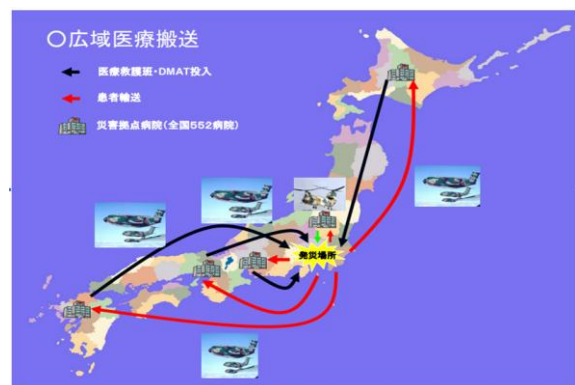 〇広域医療搬送
医療救護班・DMAT投入
患者輸送
災害拠点病院(全国552病院)
発災場所